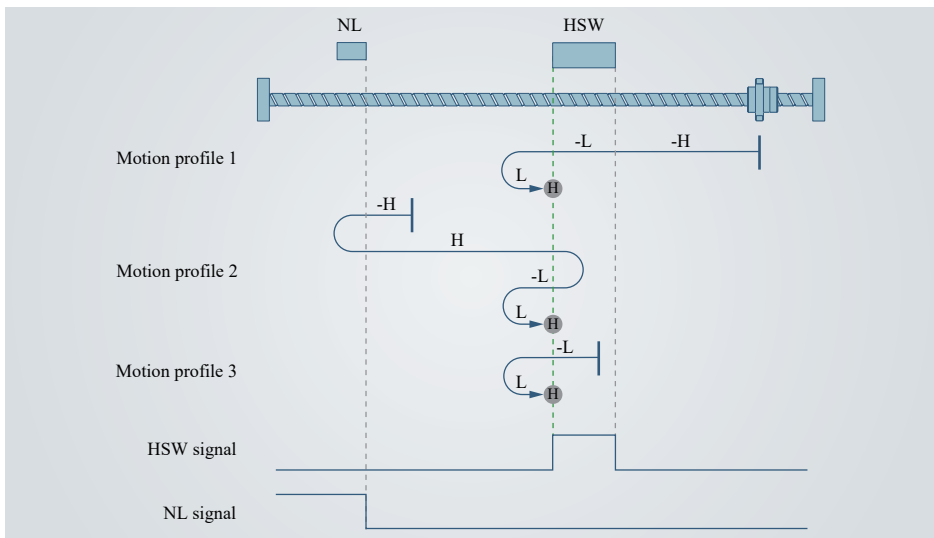 NL HSW
-L -H
Motion profile 1
L H
-H
H
Motion profile 2
-L
L H
-L
Motion profile 3
L H
HSW signal
NL signal